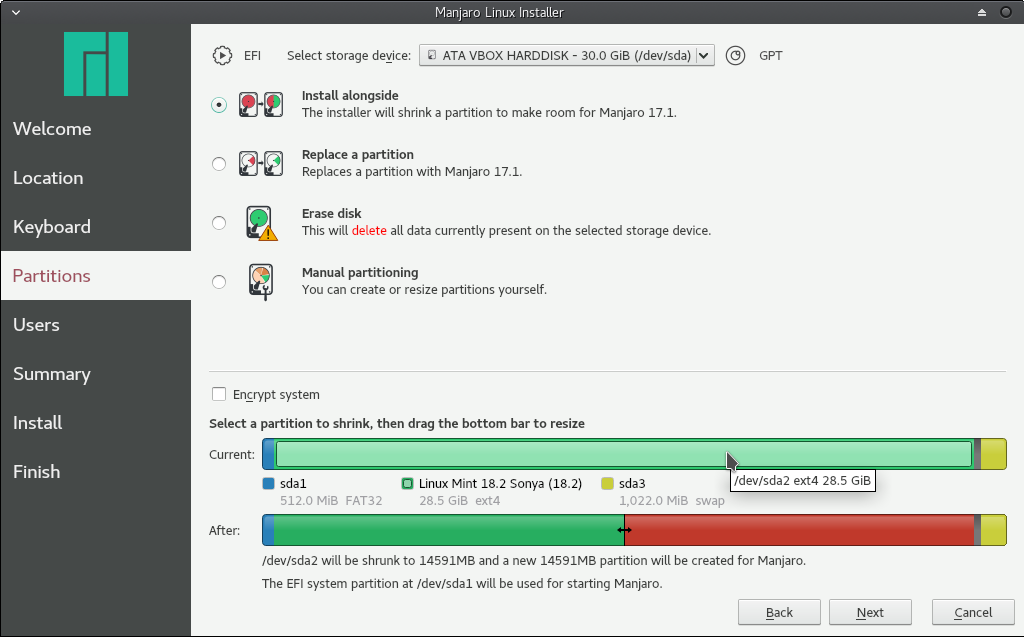 Manjaro Linux Installer
Welcome
Location
Keyboard
Partitions
Users
Summary
Install
Finish
EFI Select storage device: ATA VBOX HARDDISK - 30.0 GiB (/dev/sda) GPT
Install alongside
The installer will shrink a partition to make room for Manjaro 17.1.
Replace a partition
Replaces a partition with Manjaro 17.1.
Erase disk
This will delete all data currently present on the selected storage device.
Manual partitioning
You can create or resize partitions yourself.
Encrypt system
Select a partition to shrink, then drag the bottom bar to resize
Current:
/dev/sda2 ext4 28.5 GiB
sda1 Linux Mint 18.2 Sonya (18.2) sda3
512.0 MiB FAT32 28.5 GiB ext4 1,022.0 MiB swap
After:
/dev/sda2 will be shrunk to 14591MB and a new 14591MB partition will be created for Manjaro.
The EFI system partition at /dev/sda1 will be used for starting Manjaro.
Back Next Cancel